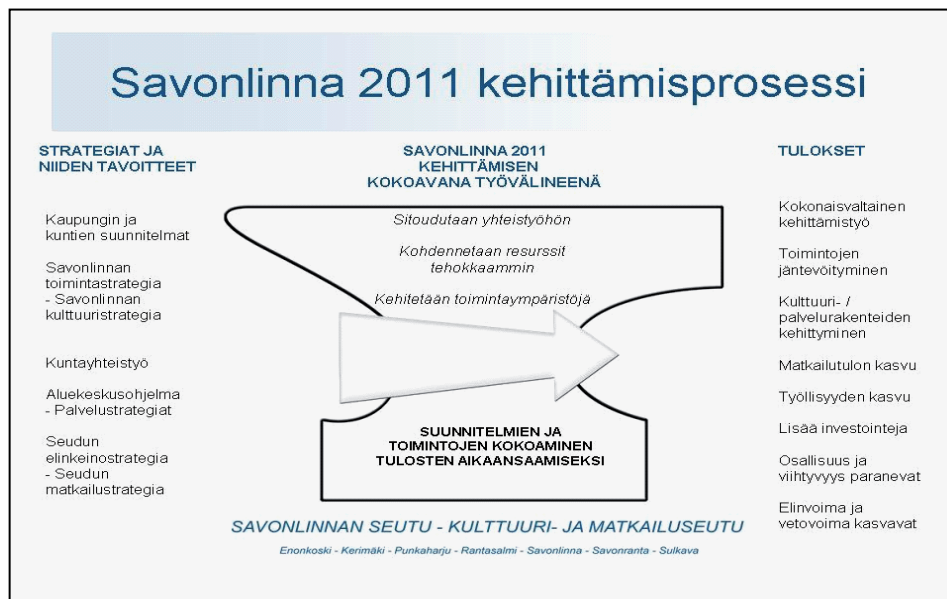 Savonlinna 2011 kehittämisprosessi
STRATEGIAT JA
NIIDEN TAVOITTEET
Kaupungin ja
kuntien suunnitelmat
Savonlinnan
toimintastrategia
- Savonlinnan
kulttuuristrategia
Kuntayhteistyö
Aluekeskusohjelma
- Palvelustrategiat
Seudun
elinkeinostrategia
- Seudun
matkailustrategia
SAVONLINNA 2011
KEHITTÄMISEN
KOKOAVANA TYÖVÄLINEENÄ
Sitoudutaan yhteistyöhön
Kohdennetaan resurssit
tehokkaammin
Kehitetään toimintaympäristöjä
SUUNNITELMIEN JA
TOIMINTOJEN KOKOAMINEN
TULOSTEN AIKAANSAAMISEKSI
TULOKSET
Kokonaisvaltainen
kehittämistyö
Toimintojen
jäntevöityminen
Kulttuuri- /
palvelurakenteiden
kehittyminen
Matkailutulon kasvu
Työllisyyden kasvu
Lisää investointeja
Osallisuus ja
viihtyvyys paranevat
Elinvoima ja
vetovoima kasvavat
SAVONLINNAN SEUTU - KULTTUURI- JA MATKAILUSEUTU
Enonkoski - Kerimäki - Punkaharju - Rantasalmi - Savonlinna - Savonranta - Sulkava